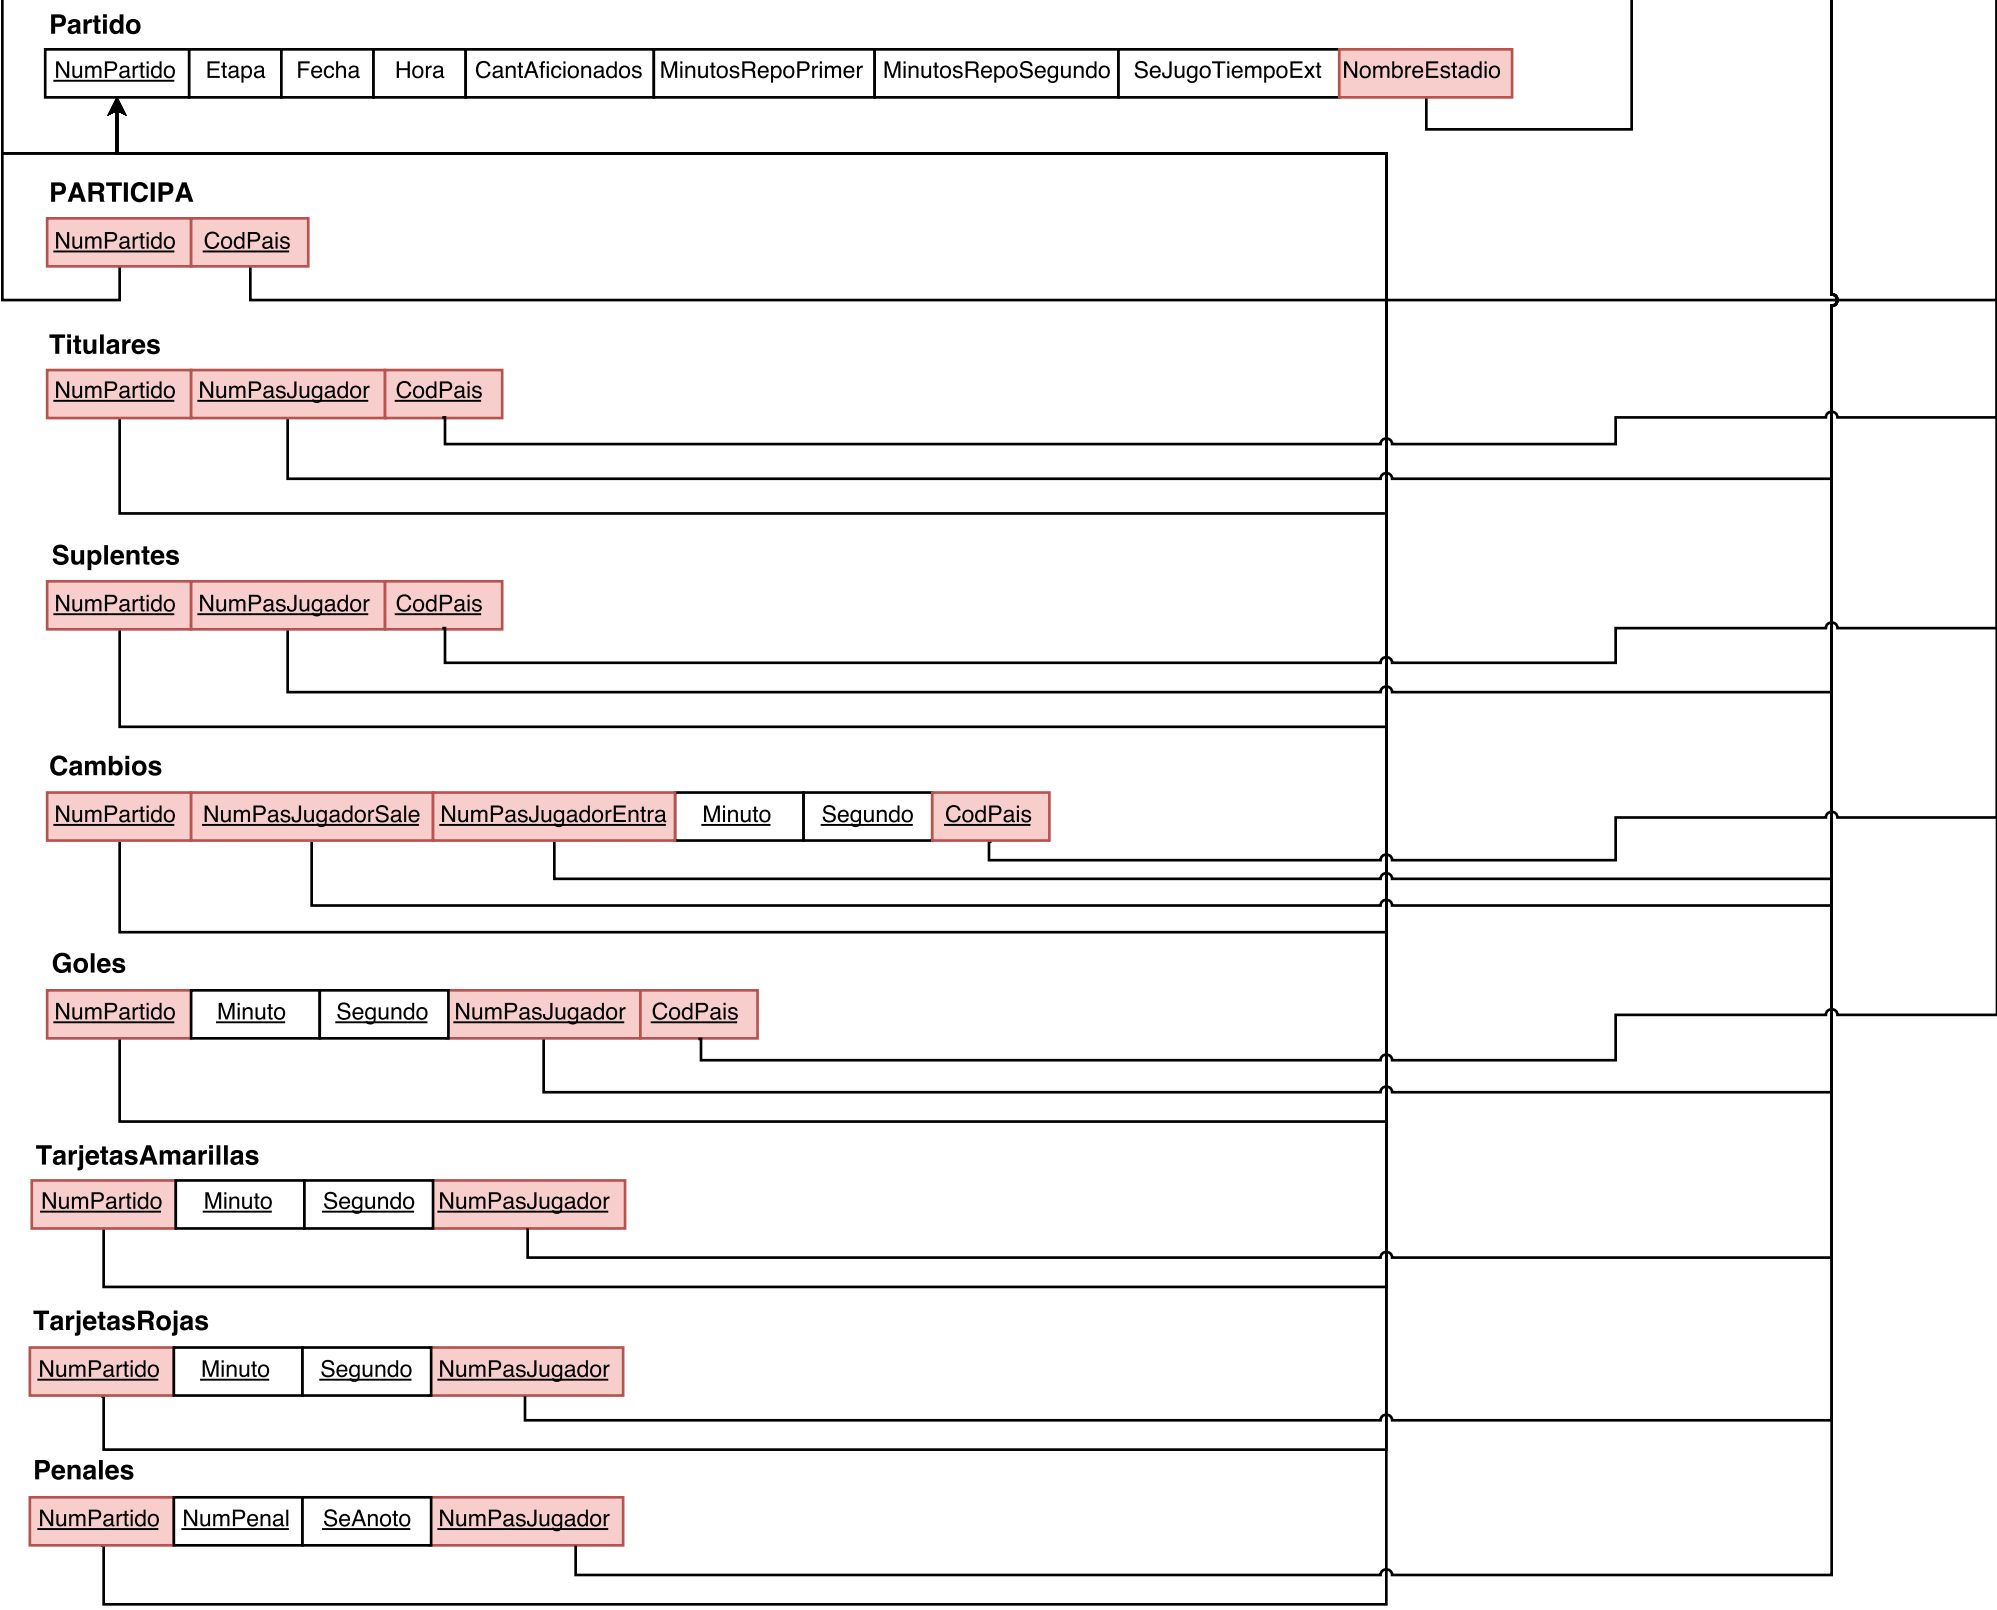 Partido
NumPartido Etapa Fecha Hora CantAficionados MinutosRepoPrimer MinutosRepoSegundo SeJugoTiempoExt NombreEstadio
PARTICIPA
NumPartido CodPais
Titulares
NumPartido NumPasJugador CodPais
Suplentes
NumPartido NumPasJugador CodPais
Cambios
NumPartido NumPasJugadorSale NumPasJugadorEntra Minuto Segundo CodPais
Goles
NumPartido Minuto Segundo NumPasJugador CodPais
TarjetasAmarillas
NumPartido Minuto Segundo NumPasJugador
TarjetasRojas
NumPartido Minuto Segundo NumPasJugador
Penales
NumPartido NumPenal SeAnoto NumPasJugador